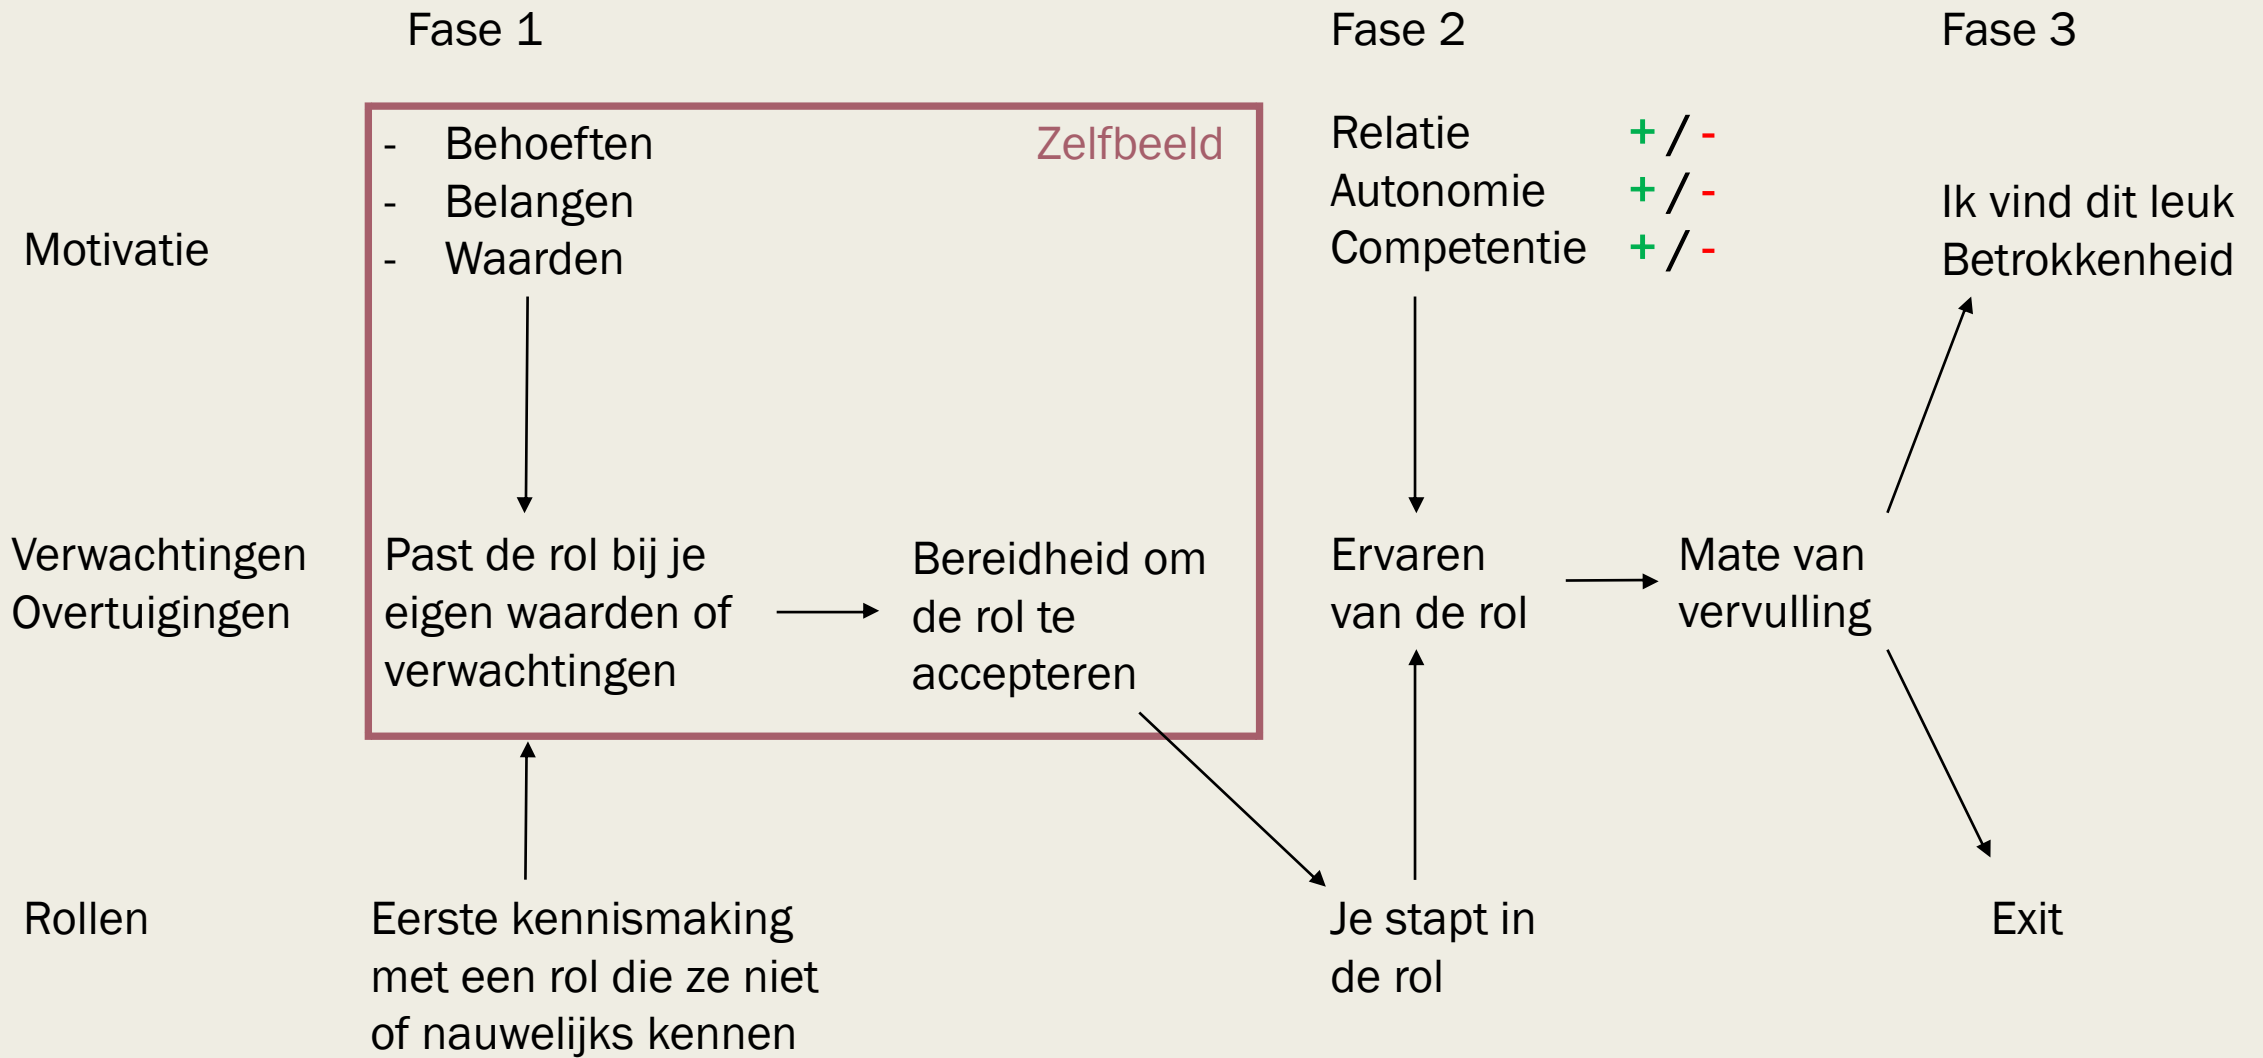 Fase 1
Fase 2
Fase 3
Motivatie
- Behoeften
- Belangen
- Waarden
Zelfbeeld
Relatie + / -
Autonomie + / -
Competentie + / -
Ik vind dit leuk
Betrokkenheid
Verwachtingen
Overtuigingen
Past de rol bij je
eigen waarden of
verwachtingen
Bereidheid om
de rol te
accepteren
Ervaren
van de rol
Mate van
vervulling
Rollen
Eerste kennismaking
met een rol die ze niet
of nauwelijks kennen
Je stapt in
de rol
Exit